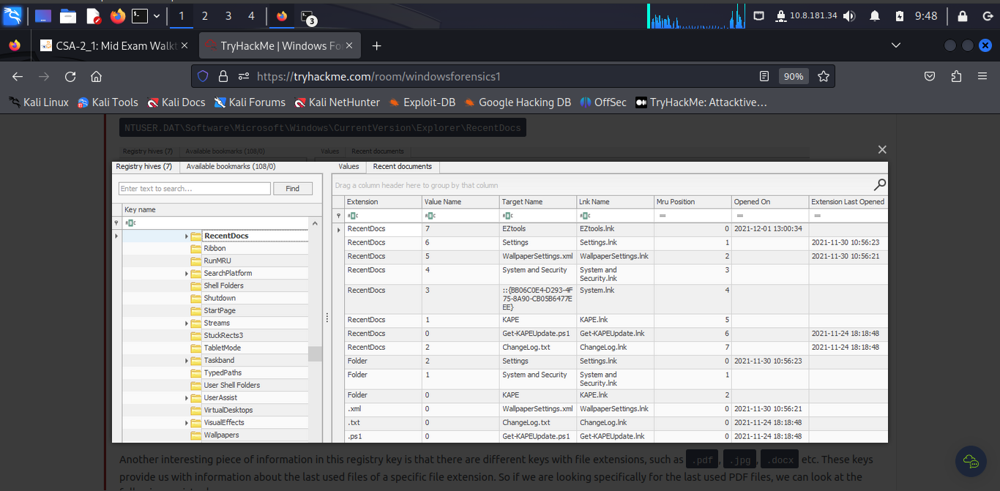 1 2 3 4 3 10.8.181.34 9:48
CSA-2_1: Mid Exam Walkt TryHackMe | Windows Fo
https://tryhackme.com/room/windowsforensics1 90%
Kali Linux Kali Tools Kali Docs Kali Forums Kali NetHunter Exploit-DB Google Hacking DB OffSec TryHackMe: Attacktive…
NTUSER.DAT\Software\Microsoft\Windows\CurrentVersion\Explorer\RecentDocs
Registry hives (7) Available bookmarks (108/0) Values Recent documents
Registry hives (7) Available bookmarks (108/0)
Enter text to search... Find
Key name
RecentDocs
Ribbon
RunMRU
SearchPlatform
Shell Folders
Shutdown
StartPage
Streams
StuckRects3
TabletMode
Taskband
TypedPaths
User Shell Folders
UserAssist
VirtualDesktops
VisualEffects
Wallpapers
Values Recent documents
Drag a column header here to group by that column
Extension Value Name Target Name Lnk Name Mru Position Opened On Extension Last Opened
RecentDocs 7 EZtools EZtools.lnk 0 2021-12-01 13:00:34
RecentDocs 6 Settings Settings.lnk 1 2021-11-30 10:56:23
RecentDocs 5 WallpaperSettings.xml WallpaperSettings.lnk 2 2021-11-30 10:56:21
RecentDocs 4 System and Security System and 3
Security.lnk
RecentDocs 3 ::{BB06C0E4-D293-4F System.lnk 4
75-8A90-CB05B6477E
EE}
RecentDocs 1 KAPE KAPE.lnk 5
RecentDocs 0 Get-KAPEUpdate.ps1 Get-KAPEUpdate.lnk 6 2021-11-24 18:18:48
RecentDocs 2 ChangeLog.txt ChangeLog.lnk 7 2021-11-24 18:18:48
Folder 2 Settings Settings.lnk 0 2021-11-30 10:56:23
Folder 1 System and Security System and 1
Security.lnk
Folder 0 KAPE KAPE.lnk 2
.xml 0 WallpaperSettings.xml WallpaperSettings.lnk 0 2021-11-30 10:56:21
.txt 0 ChangeLog.txt ChangeLog.lnk 0 2021-11-24 18:18:48
.ps1 0 Get-KAPEUpdate.ps1 Get-KAPEUpdate.lnk 0 2021-11-24 18:18:48
Another interesting piece of information in this registry key is that there are different keys with file extensions, such as .pdf, .jpg, .docx etc. These keys
provide us with information about the last used files of a specific file extension. So if we are looking specifically for the last used PDF files, we can look at the